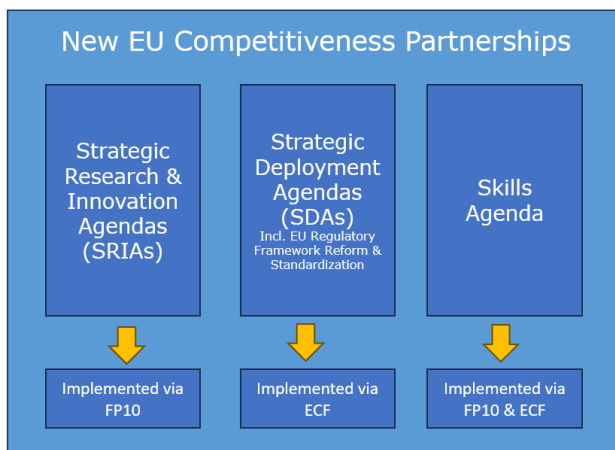 New EU Competitiveness Partnerships
Strategic
Research &
Innovation
Agendas
(SRIAs)
Strategic
Deployment
Agendas
(SDAs)
Incl. EU Regulatory
Framework Reform &
Standardization
Skills
Agenda
Implemented via
FP10
Implemented via
ECF
Implemented via
FP10 & ECF